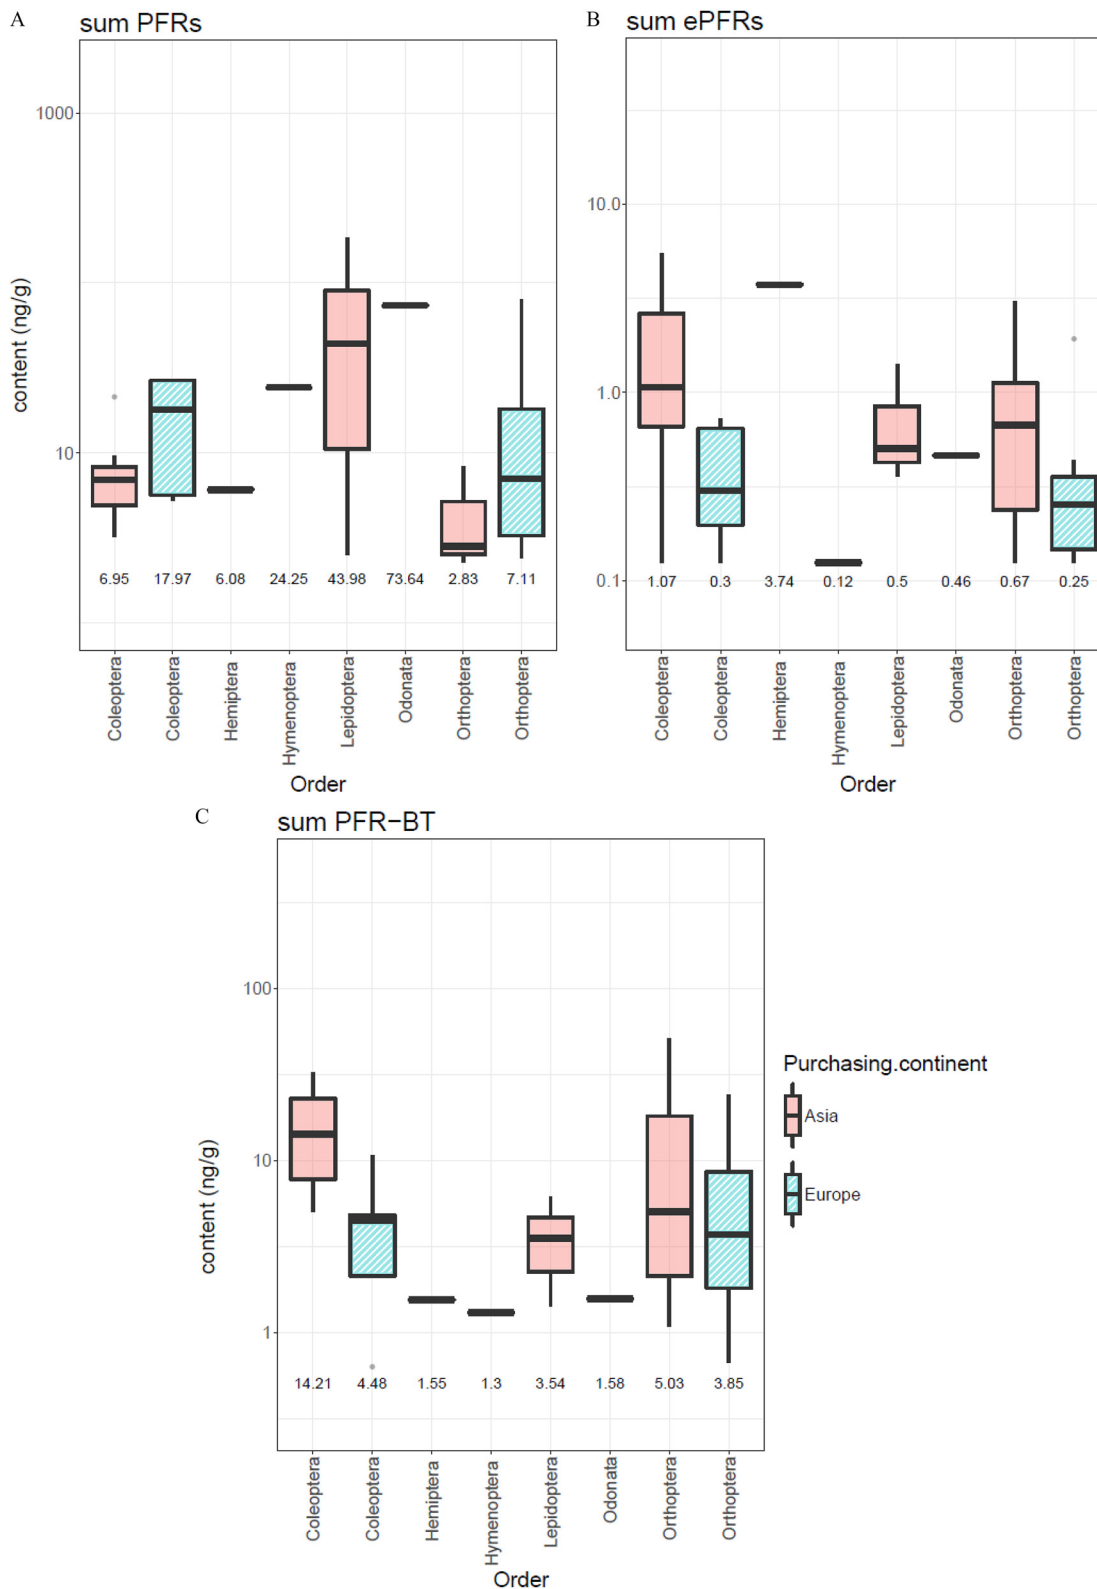 A
sum PFRs
1000
10
content (ng/g)
6.95 17.97 6.08 24.25 43.98 73.64 2.83 7.11
Coleoptera Coleoptera Hemiptera Hymenoptera Lepidoptera Odonata Orthoptera Orthoptera
Order
B
sum ePFRs
10.0
1.0
0.1
1.07 0.3 3.74 0.12 0.5 0.46 0.67 0.25
Coleoptera Coleoptera Hemiptera Hymenoptera Lepidoptera Odonata Orthoptera Orthoptera
Order
C
sum PFR−BT
100
10
1
content (ng/g)
14.21 4.48 1.55 1.3 3.54 1.58 5.03 3.85
Coleoptera Coleoptera Hemiptera Hymenoptera Lepidoptera Odonata Orthoptera Orthoptera
Order
Purchasing.continent
Asia
Europe